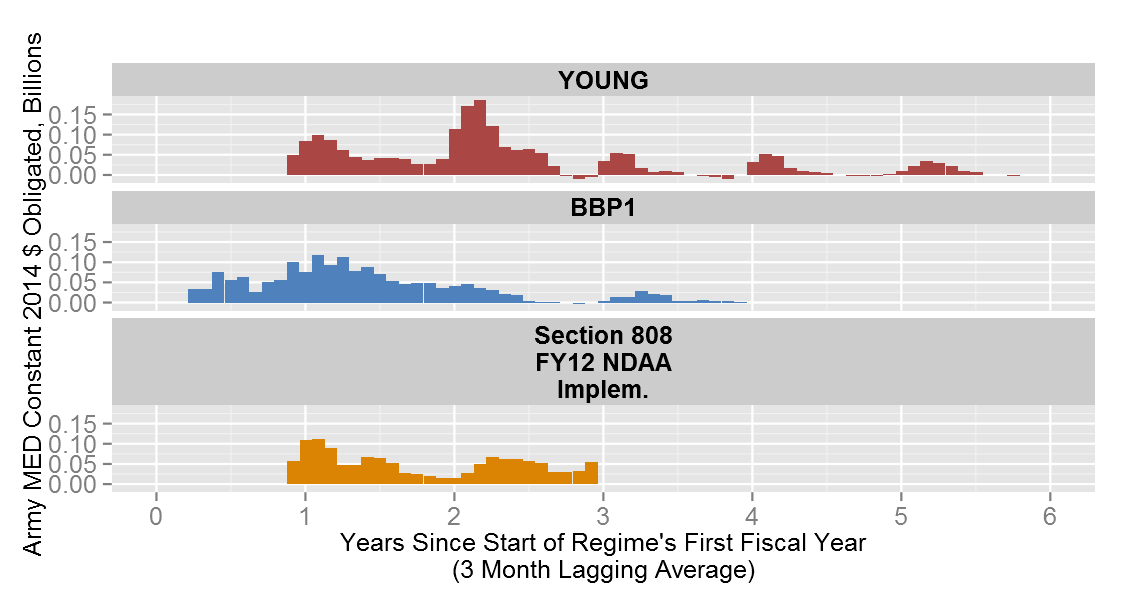 Army MED Constant 2014 $ Obligated, Billions
YOUNG
0.15
0.10
0.05
0.00
BBP1
0.15
0.10
0.05
0.00
Section 808
FY12 NDAA
Implem.
0.15
0.10
0.05
0.00
0 1 2 3 4 5 6
Years Since Start of Regime's First Fiscal Year
(3 Month Lagging Average)